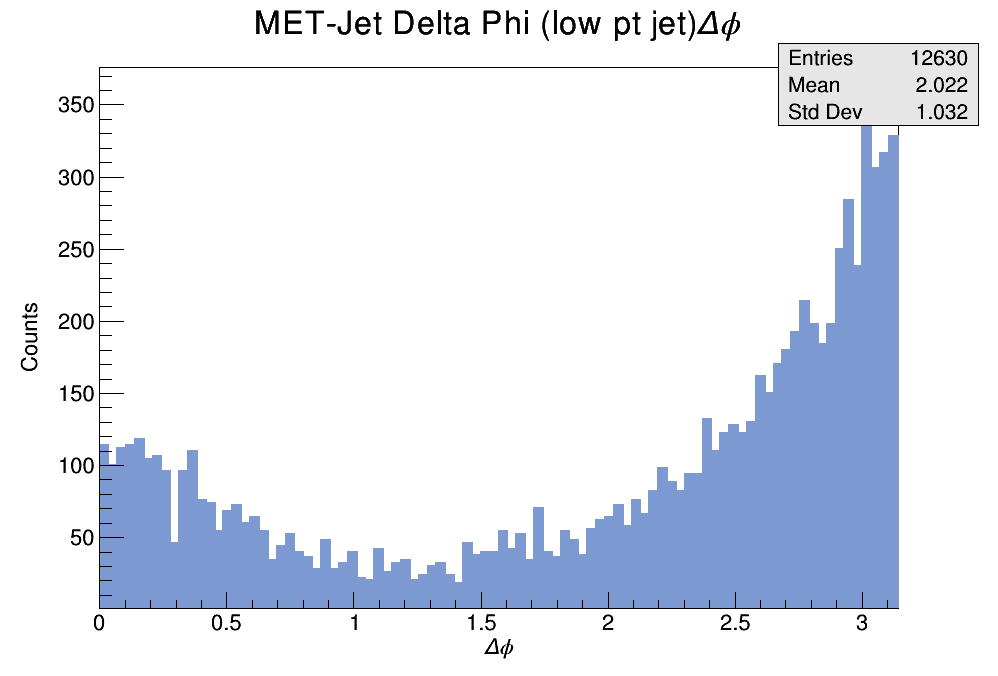 MET-Jet Delta Phi (low pt jet)Δϕ
Entries 12630
Mean 2.022
Std Dev 1.032
350
300
250
200
150
100
50
Counts
0 0.5 1 1.5 2 2.5 3
Δϕ